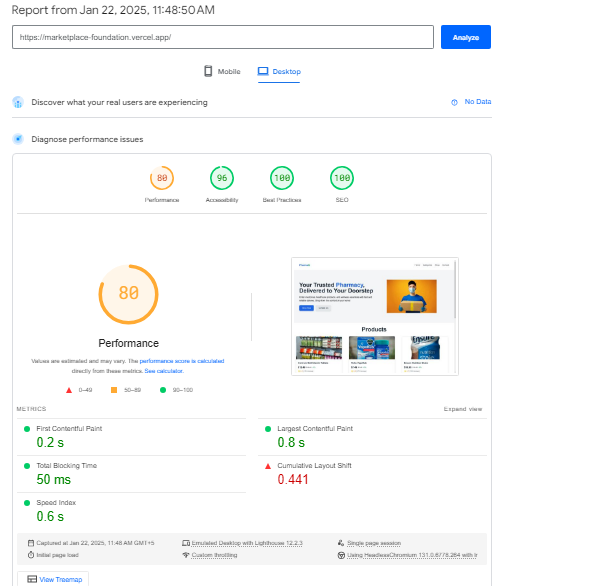 Report from Jan 22, 2025, 11:48:50 AM
https://marketplace-foundation.vercel.app/
Analyze
Mobile
Desktop
Discover what your real users are experiencing
No Data
Diagnose performance issues
80
96
100
100
Performance
Accessibility
Best Practices
SEO
80
Performance
Values are estimated and may vary. The performance score is calculated
directly from these metrics. See calculator.
0–49
50–89
90–100
Your Trusted Pharmacy,
Delivered to Your Doorstep
Products
METRICS
Expand view
First Contentful Paint
0.2 s
Largest Contentful Paint
0.8 s
Total Blocking Time
50 ms
Cumulative Layout Shift
0.441
Speed Index
0.6 s
Captured at Jan 22, 2025, 11:48 AM GMT+5
Emulated Desktop with Lighthouse 12.2.3
Single page session
Initial page load
Custom throttling
Using HeadlessChromium 131.0.6778.264 with lr
View Treemap